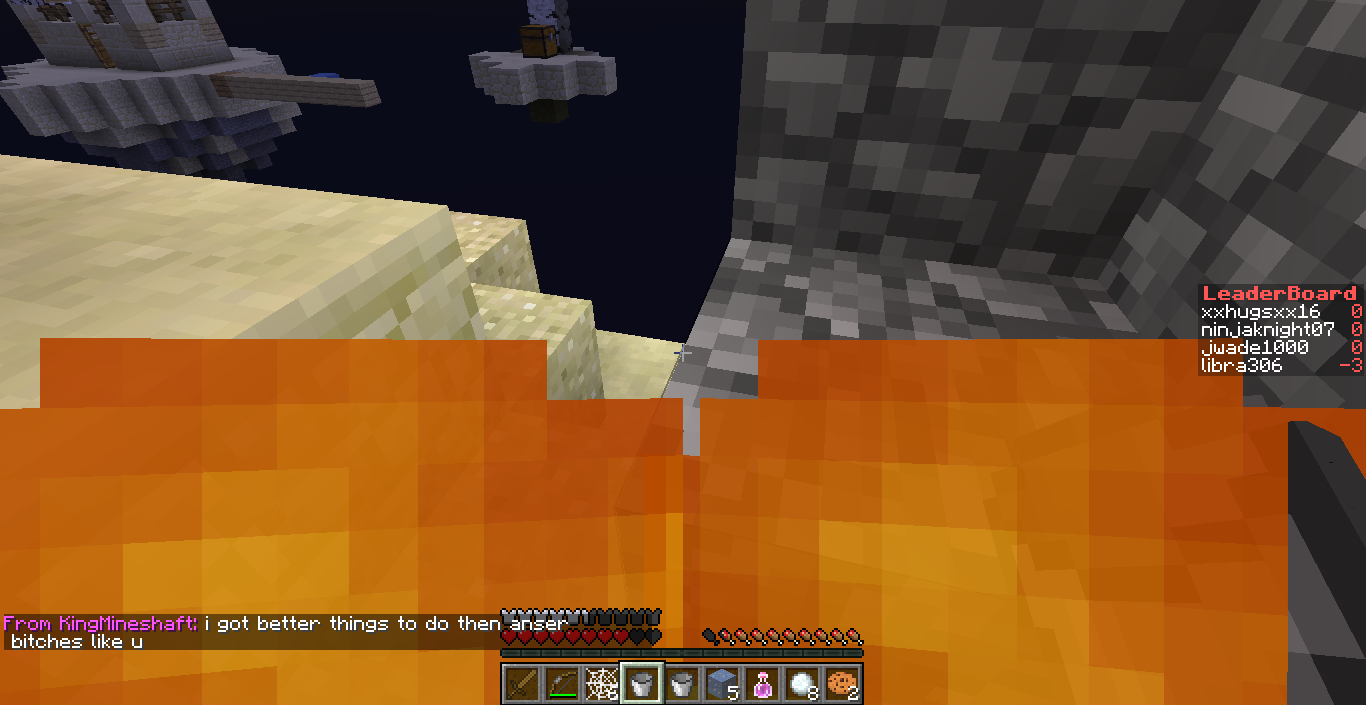 LeaderBoard
xxhugsxx16 0
ninjaknight07 0
jwade1000 0
libra306 -3
From KingMineshaft: i got better things to do then anser
bitches like u
6
5
8
2